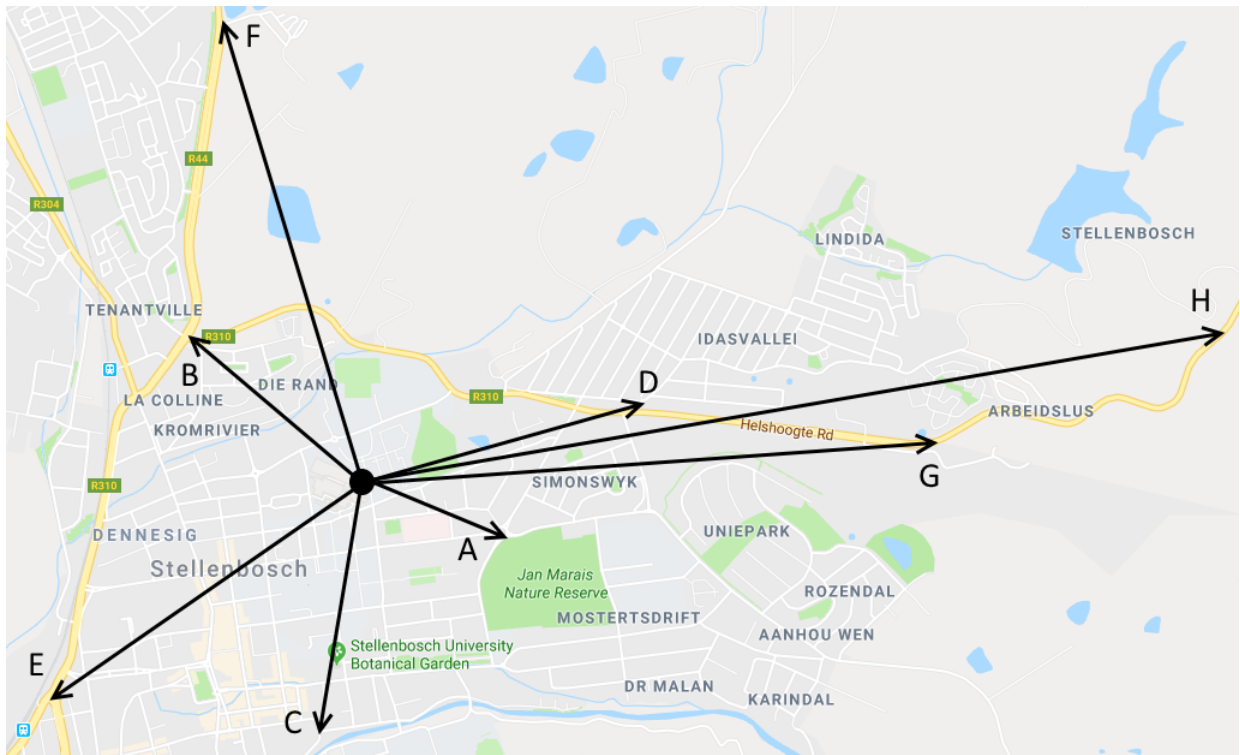 F
R44
R304
LINDIDA
STELLENBOSCH
H
TENANTVILLE
R310
B
IDASVALLEI
DIE RAND
D
LA COLLINE
R310
ARBEIDSLUS
KROMRIVIER
Helshoogte Rd
G
SIMONSWYK
R310
DENNESIG
A
UNIEPARK
Stellenbosch
Jan Marais
Nature Reserve
ROZENDAL
MOSTERTSDRIFT
AANHOU WEN
Stellenbosch University
Botanical Garden
E
DR MALAN
KARINDAL
C